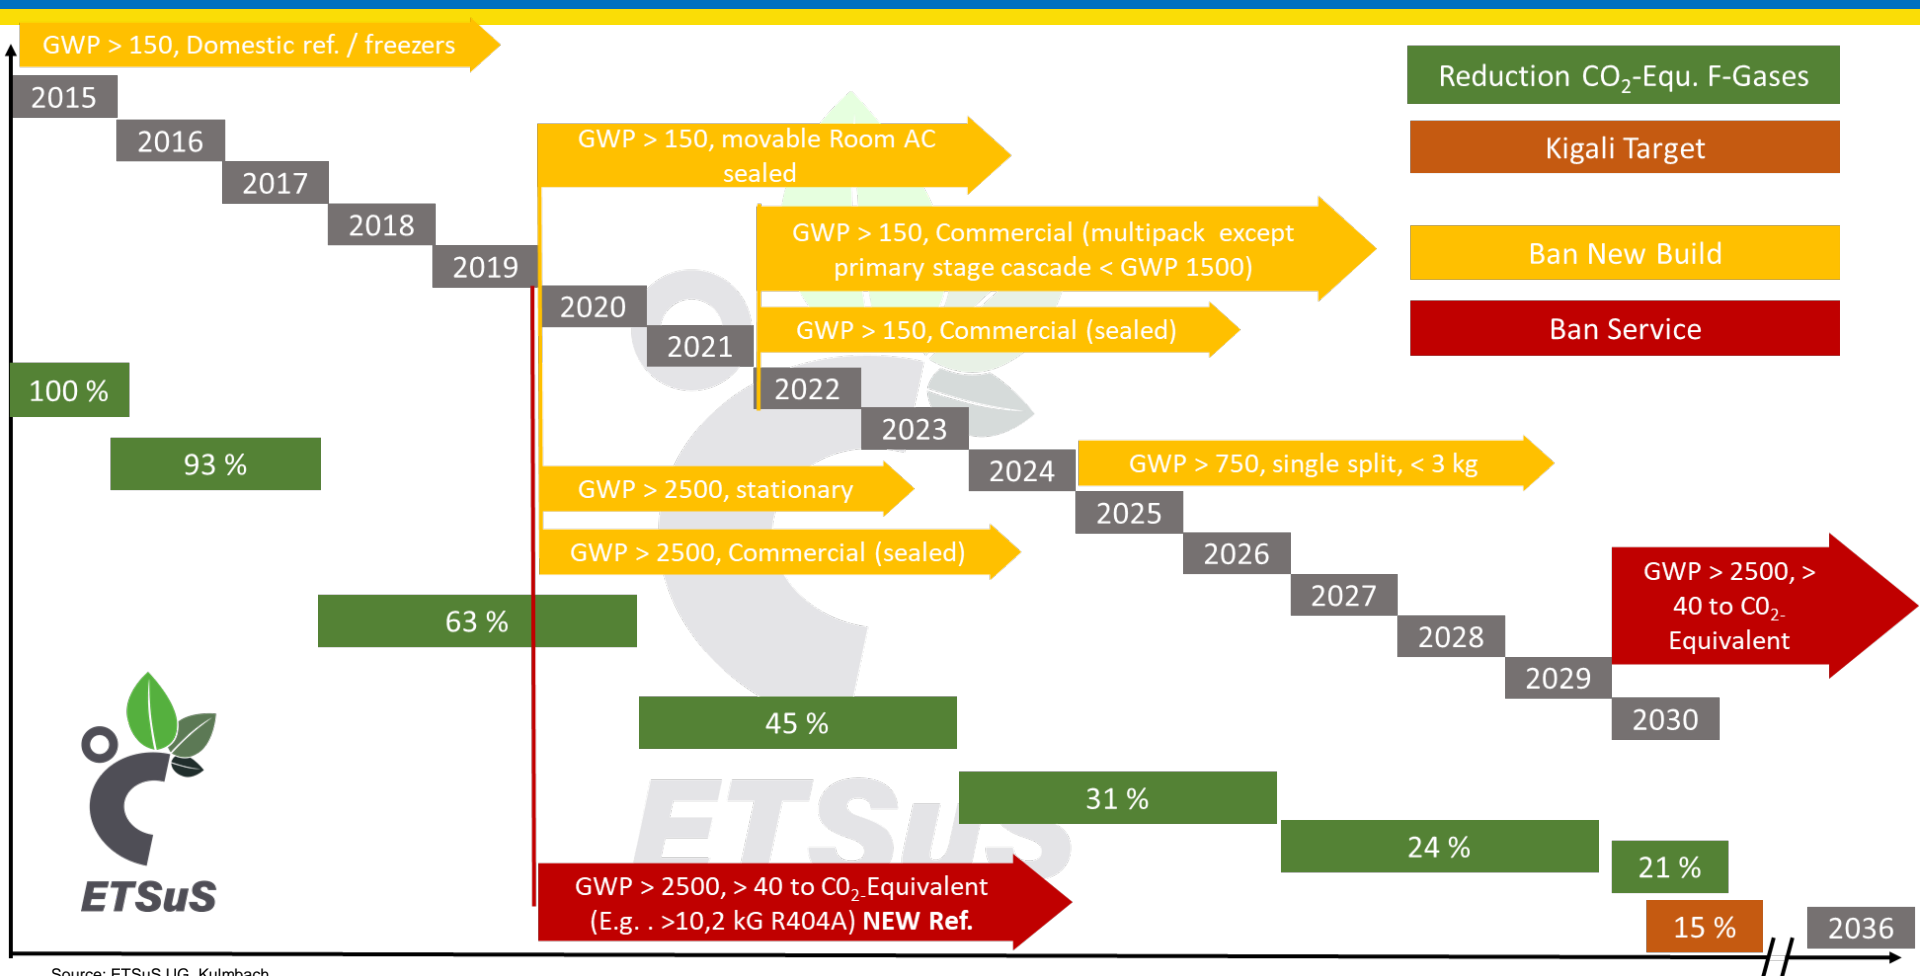 GWP > 150, Domestic ref. / freezers
2015
2016
2017
2018
2019
2020
2021
2022
2023
2024
2025
2026
2027
2028
2029
2030
2036
Reduction CO₂-Equ. F-Gases
Kigali Target
Ban New Build
Ban Service
GWP > 150, movable Room AC
sealed
GWP > 150, Commercial (multipack except
primary stage cascade < GWP 1500)
GWP > 150, Commercial (sealed)
GWP > 750, single split, < 3 kg
GWP > 2500, stationary
GWP > 2500, Commercial (sealed)
GWP > 2500, >
40 to C0₂-
Equivalent
100 %
93 %
63 %
45 %
31 %
24 %
21 %
15 %
GWP > 2500, > 40 to C0₂-Equivalent
(E.g. . >10,2 kG R404A) NEW Ref.
ETSuS
ETSuS
Source: ETSuS UG, Kulmbach